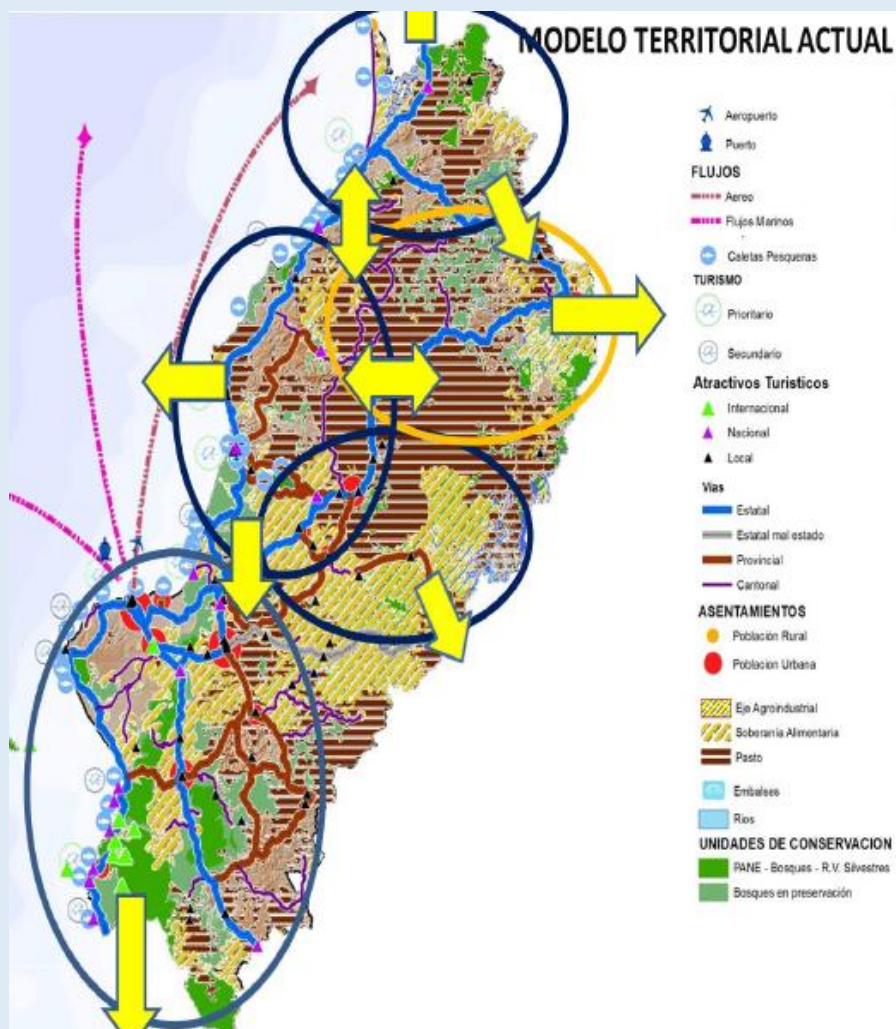 MODELO TERRITORIAL ACTUAL
Aeropuerto
Puerto
FLUJOS
Aereo
Flujos Marinos
Caletas Pesqueras
TURISMO
Prioritario
Secundario
Atractivos Turisticos
Internacional
Nacional
Local
Vias
Estatal
Estatal mal estado
Provincial
Cantonal
ASENTAMIENTOS
Población Rural
Poblacion Urbana
Eje Agroindustrial
Soberania Alimentaria
Pasto
Embalses
Rios
UNIDADES DE CONSERVACION
PANE - Bosques - R.V. Silvestres
Bosques en preservación